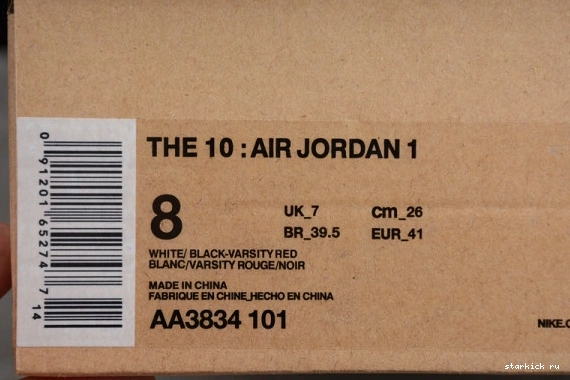 THE 10 : AIR JORDAN 1
8
UK_7 cm_26
BR_39.5 EUR_41
WHITE/ BLACK-VARSITY RED
BLANC/VARSITY ROUGE/NOIR
MADE IN CHINA
FABRIQUE EN CHINE_HECHO EN CHINA
AA3834 101
0 91201 65274 7 14
NIKE.C
starkick ru